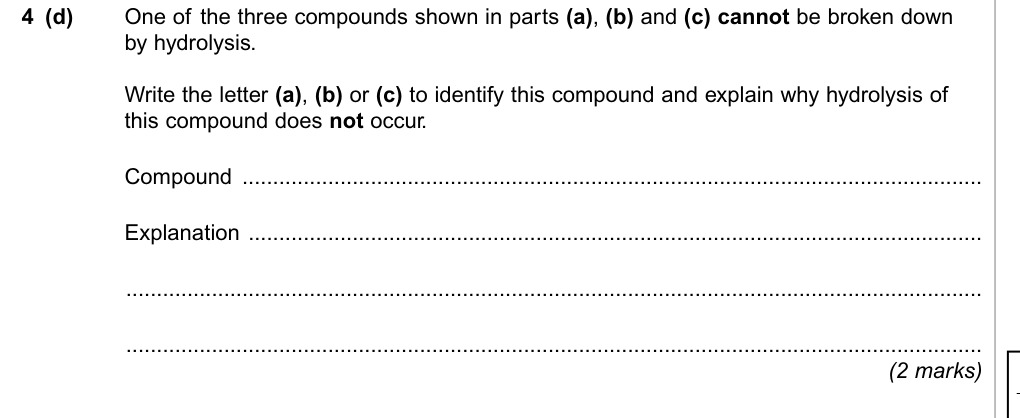 4 (d) One of the three compounds shown in parts (a), (b) and (c) cannot be broken down
by hydrolysis.
Write the letter (a), (b) or (c) to identify this compound and explain why hydrolysis of
this compound does not occur.
Compound ................................................................................................................................
Explanation ................................................................................................................................
................................................................................................................................
................................................................................................................................
(2 marks)